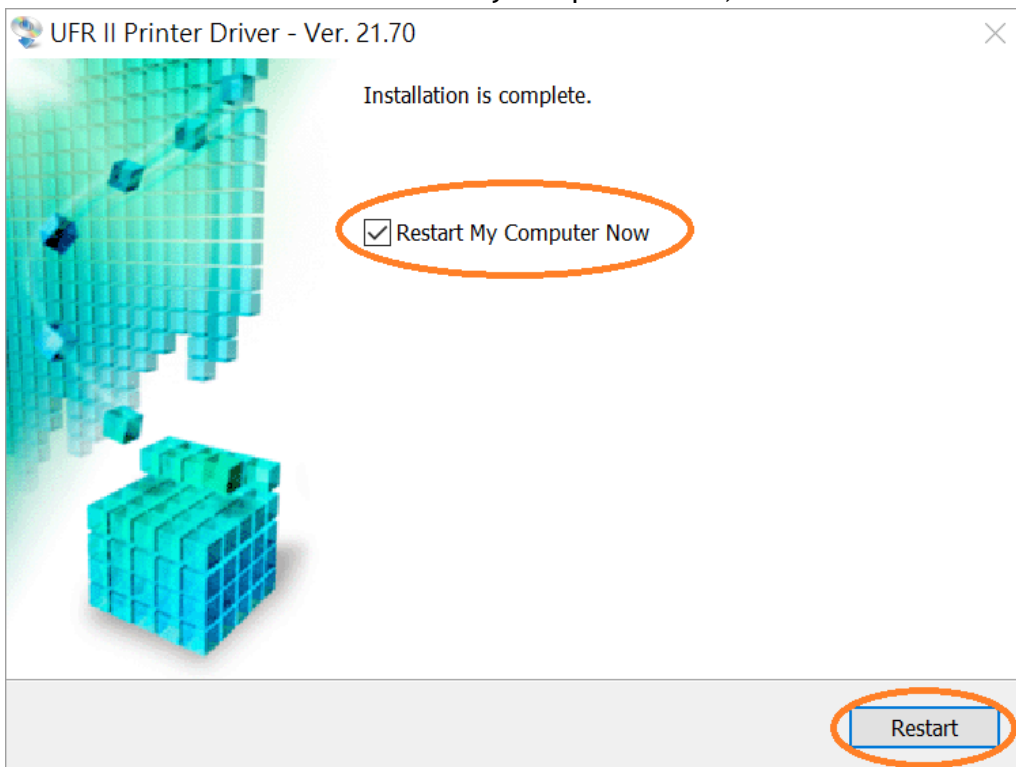 UFR II Printer Driver - Ver. 21.70
Installation is complete.
Restart My Computer Now
Restart